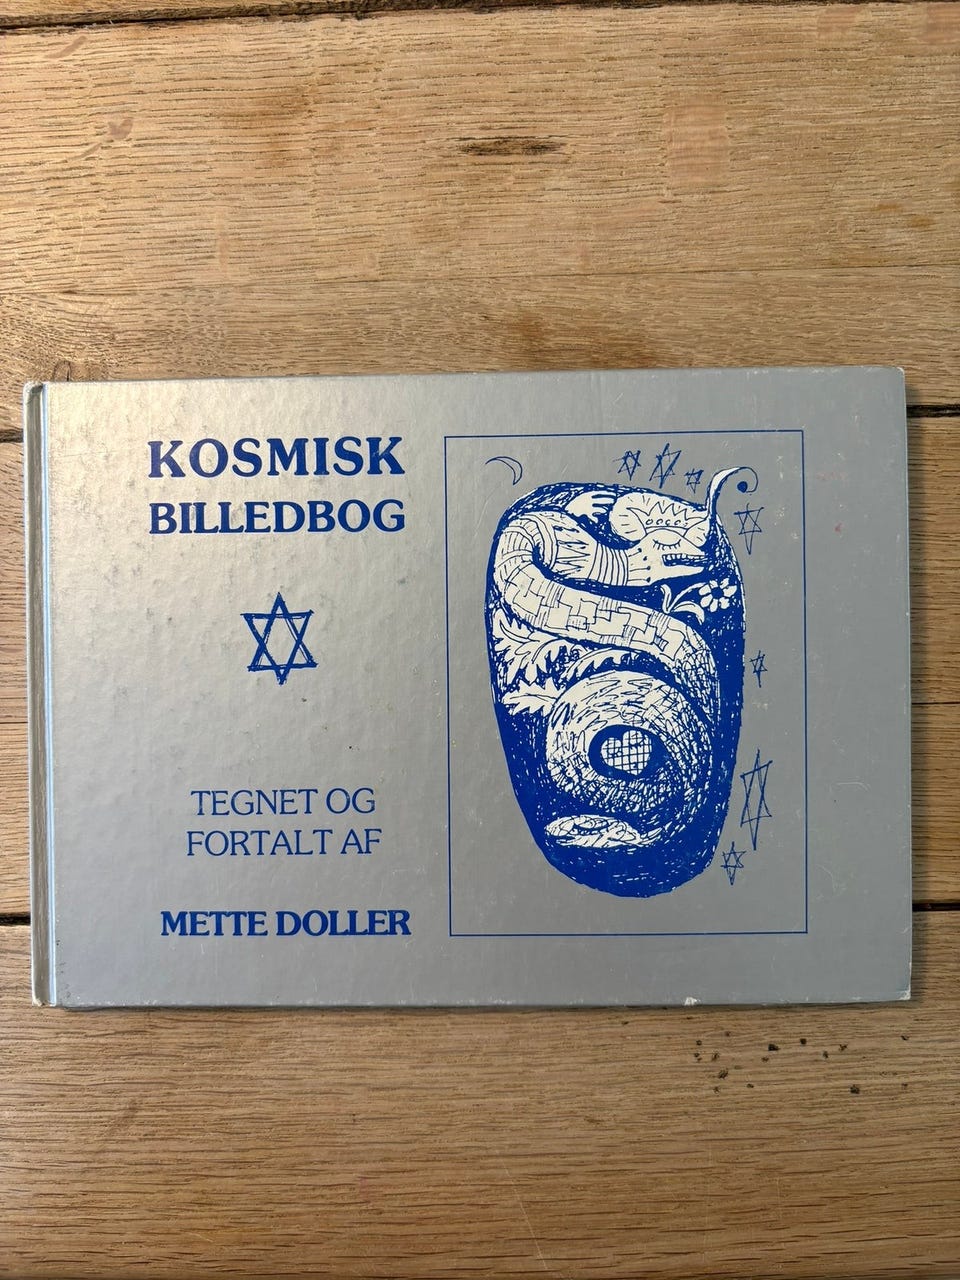 KOSMISK
BILLEDBOG
TEGNET OG
FORTALT AF
METTE DOLLER